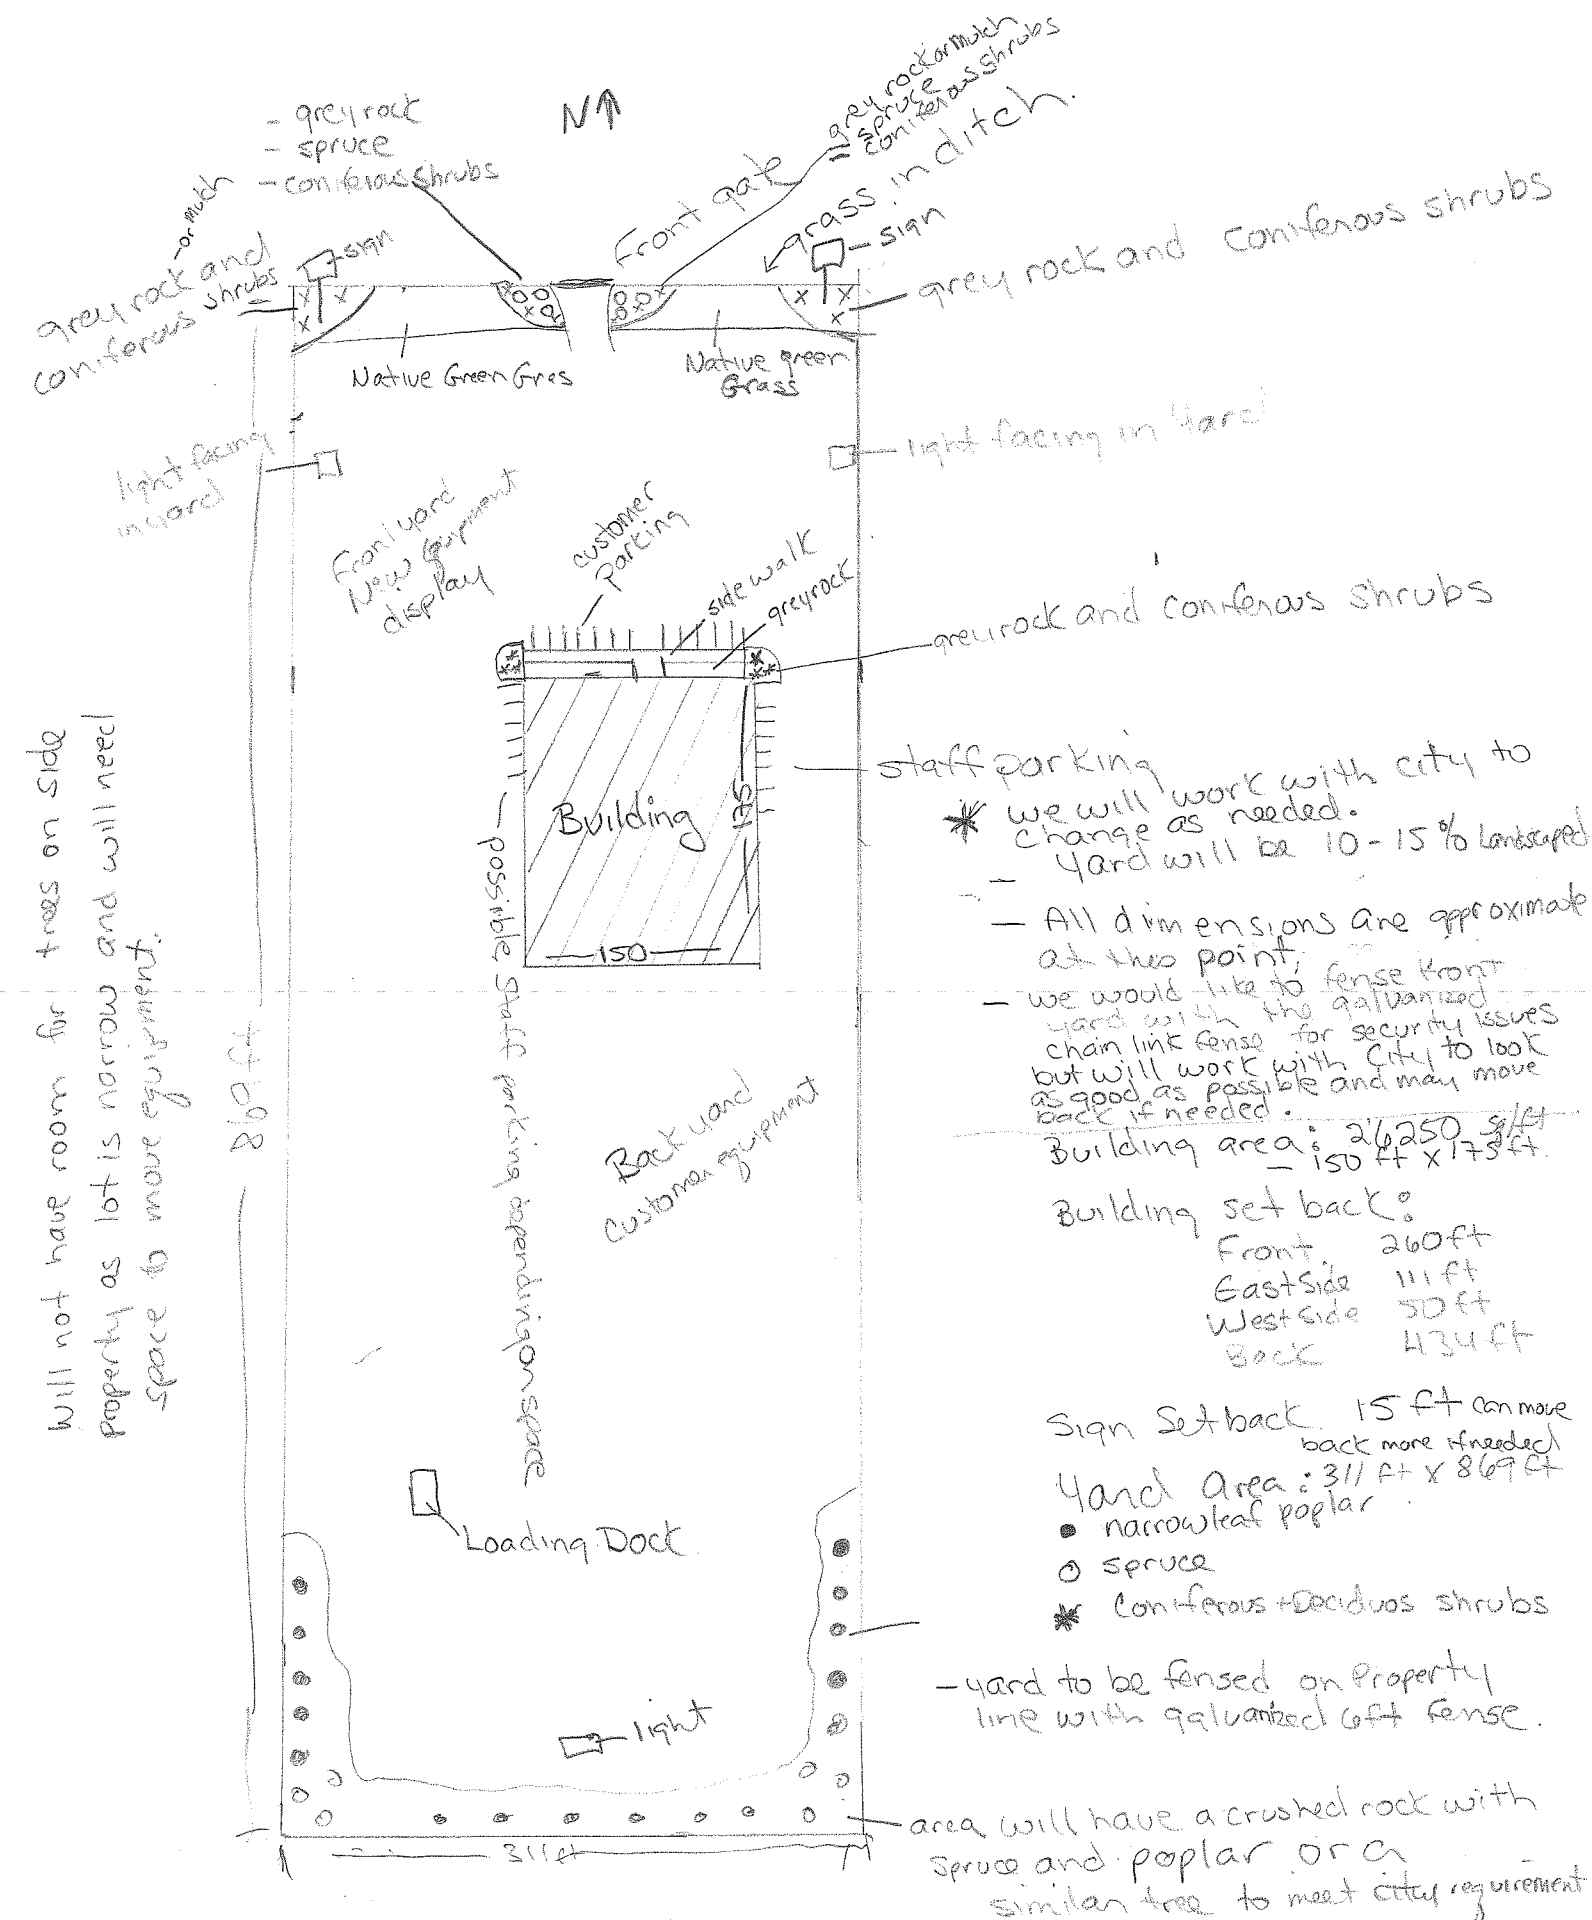 - grey rock
- spruce
- coniferous shrubs
- or mulch
N↑
grey rock or mulch
= spruce
coniferous shrubs
Front gate
grass in ditch.
sign
sign
grey rock and
coniferous shrubs
grey rock and coniferous shrubs
Native Green Gras
Native green
Grass
light facing
in yard
light facing in Yard
Front yard
New Equipment
display
customer
parking
side walk
grey rock
grey rock and coniferous shrubs
Building
175
150
staff parking
possible staff parking depending on space
* we will work with city to
change as needed.
- Yard will be 10-15% landscaped
- All dimensions are approximate
at this point.
- we would like to fense front
yard with the galvanized
chain link fense for security issues
but will work with City to look
as good as possible and may move
back if needed.
Building area: 26,250 sq/ft
- 150 ft x 175 ft.
Building set back:
Front 260ft
East Side 111 ft
West side 50ft
Back 434 ft
Sign Setback 15 ft can move
back more if needed
Yard Area: 311 ft x 869 ft
● narrow leaf poplar
○ spruce
* Coniferous + Deciduos shrubs
- yard to be fensed on Property
line with galvanized 6ft fense.
area will have a crushed rock with
spruce and poplar or a
similar tree to meet city requirement
Will not have room for trees on side
property as lot is narrow and will need
space to move equipment.
869 ft
Back yard
customer equipment
Loading Dock
light
311 ft